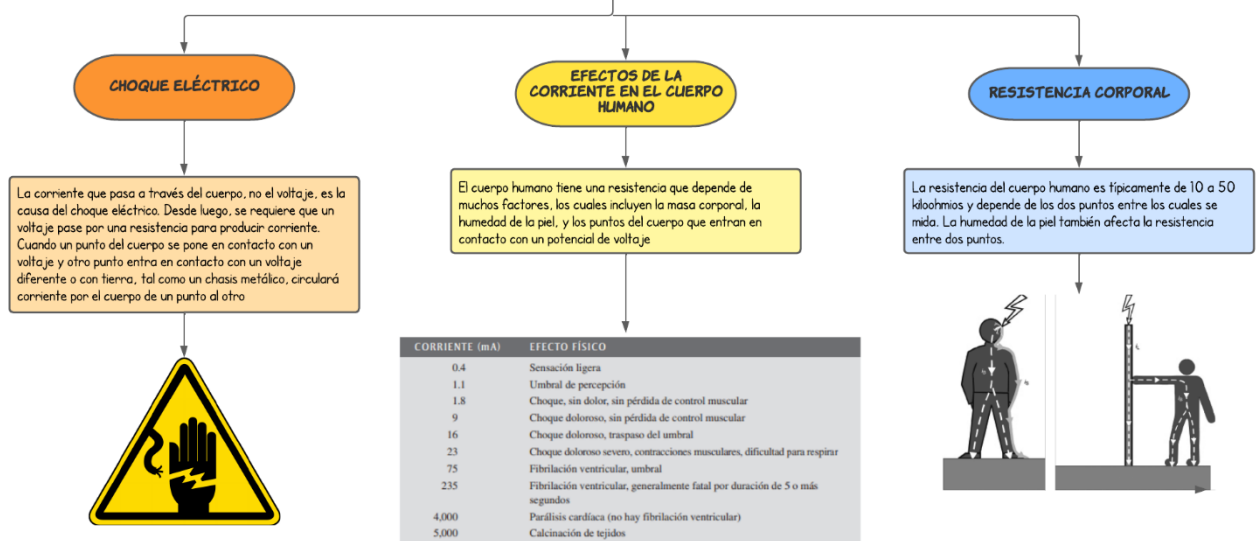 CHOQUE ELÉCTRICO
La corriente que pasa a través del cuerpo, no el voltaje, es la
causa del choque eléctrico. Desde luego, se requiere que un
voltaje pase por una resistencia para producir corriente.
Cuando un punto del cuerpo se pone en contacto con un
voltaje y otro punto entra en contacto con un voltaje
diferente o con tierra, tal como un chasis metálico, circulará
corriente por el cuerpo de un punto al otro
EFECTOS DE LA
CORRIENTE EN EL CUERPO
HUMANO
El cuerpo humano tiene una resistencia que depende de
muchos factores, los cuales incluyen la masa corporal, la
humedad de la piel, y los puntos del cuerpo que entran en
contacto con un potencial de voltaje
CORRIENTE (mA) EFECTO FÍSICO
0.4 Sensación ligera
1.1 Umbral de percepción
1.8 Choque, sin dolor, sin pérdida de control muscular
9 Choque doloroso, sin pérdida de control muscular
16 Choque doloroso, traspaso del umbral
23 Choque doloroso severo, contracciones musculares, dificultad para respirar
75 Fibrilación ventricular, umbral
235 Fibrilación ventricular, generalmente fatal por duración de 5 o más
segundos
4,000 Parálisis cardíaca (no hay fibrilación ventricular)
5,000 Calcinación de tejidos
RESISTENCIA CORPORAL
La resistencia del cuerpo humano es típicamente de 10 a 50
kiloohmios y depende de los dos puntos entre los cuales se
mida. La humedad de la piel también afecta la resistencia
entre dos puntos.